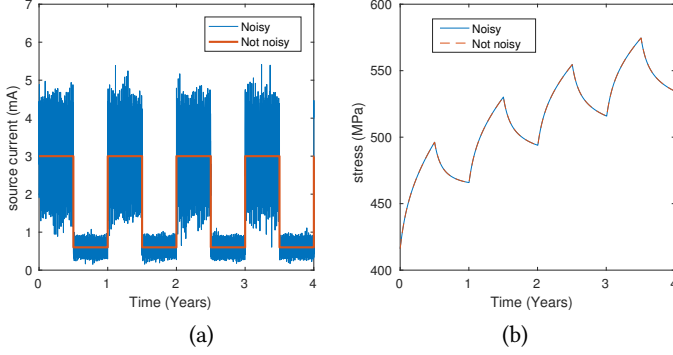 (a)
7
6
5
4
3
2
1
0
source current (mA)
Noisy
Not noisy
0 1 2 3 4
Time (Years)
(a)
(b)
600
550
500
450
400
stress (MPa)
Noisy
Not noisy
0 1 2 3 4
Time (Years)
(b)